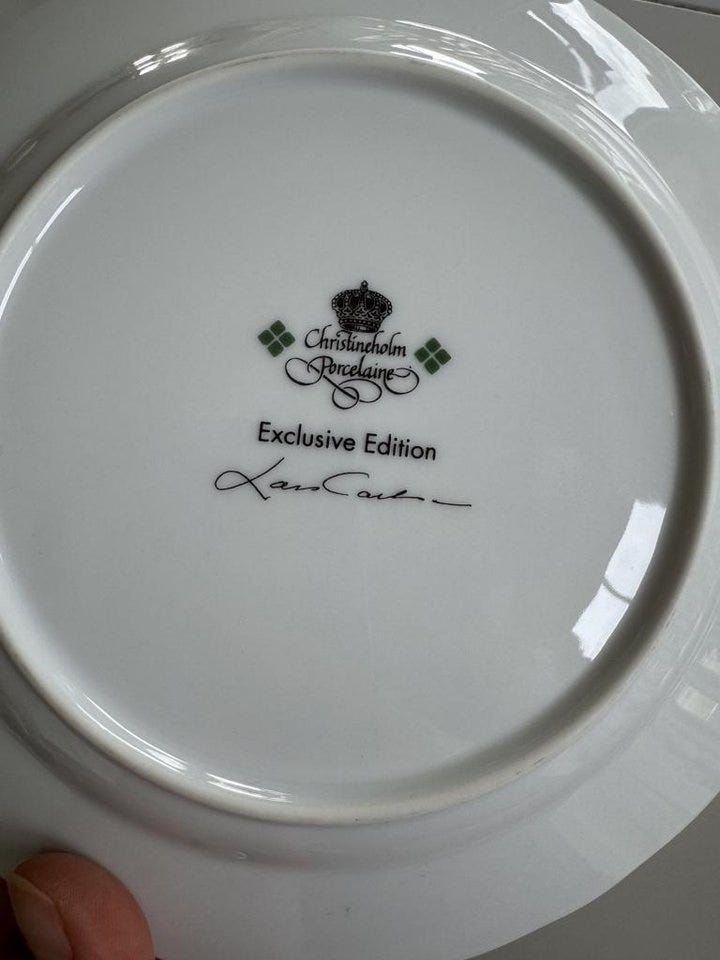 Christineholm
Porcelaine
Exclusive Edition